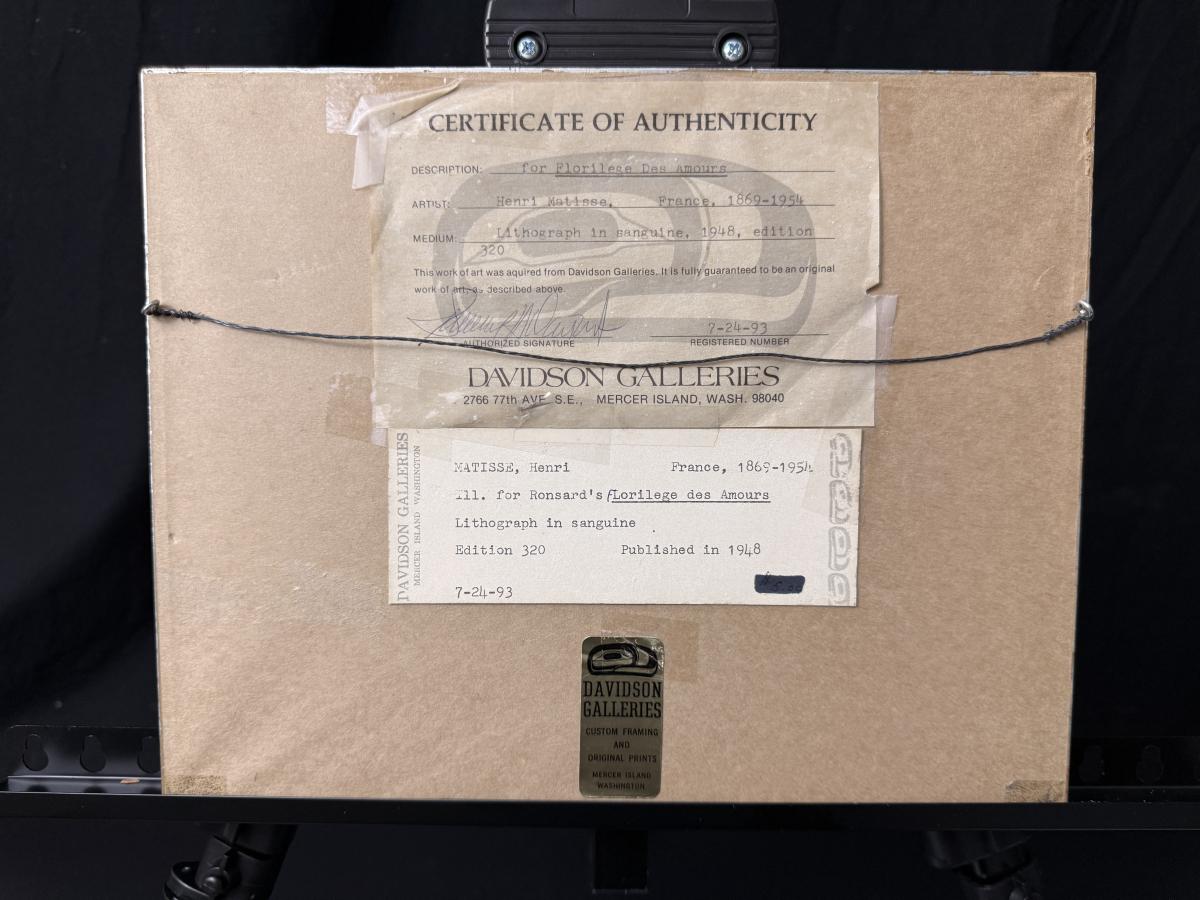 CERTIFICATE OF AUTHENTICITY
DESCRIPTION: for Florilege Des Amours
ARTIST: Henri Matisse, France, 1869-1954
MEDIUM: Lithograph in sanguine, 1948, edition
320
This work of art was aquired from Davidson Galleries. It is fully guaranteed to be an original
work of art, as described above.
7-24-93
AUTHORIZED SIGNATURE REGISTERED NUMBER
DAVIDSON GALLERIES
2766 77th AVE. S.E., MERCER ISLAND, WASH. 98040
DAVIDSON GALLERIES
MERCER ISLAND WASHINGTON
MATISSE, Henri France, 1869-1954
Ill. for Ronsard's florilege des Amours
Lithograph in sanguine
Edition 320 Published in 1948
7-24-93
DAVIDSON
GALLERIES
CUSTOM FRAMING
AND
ORIGINAL PRINTS
MERCER ISLAND
WASHINGTON